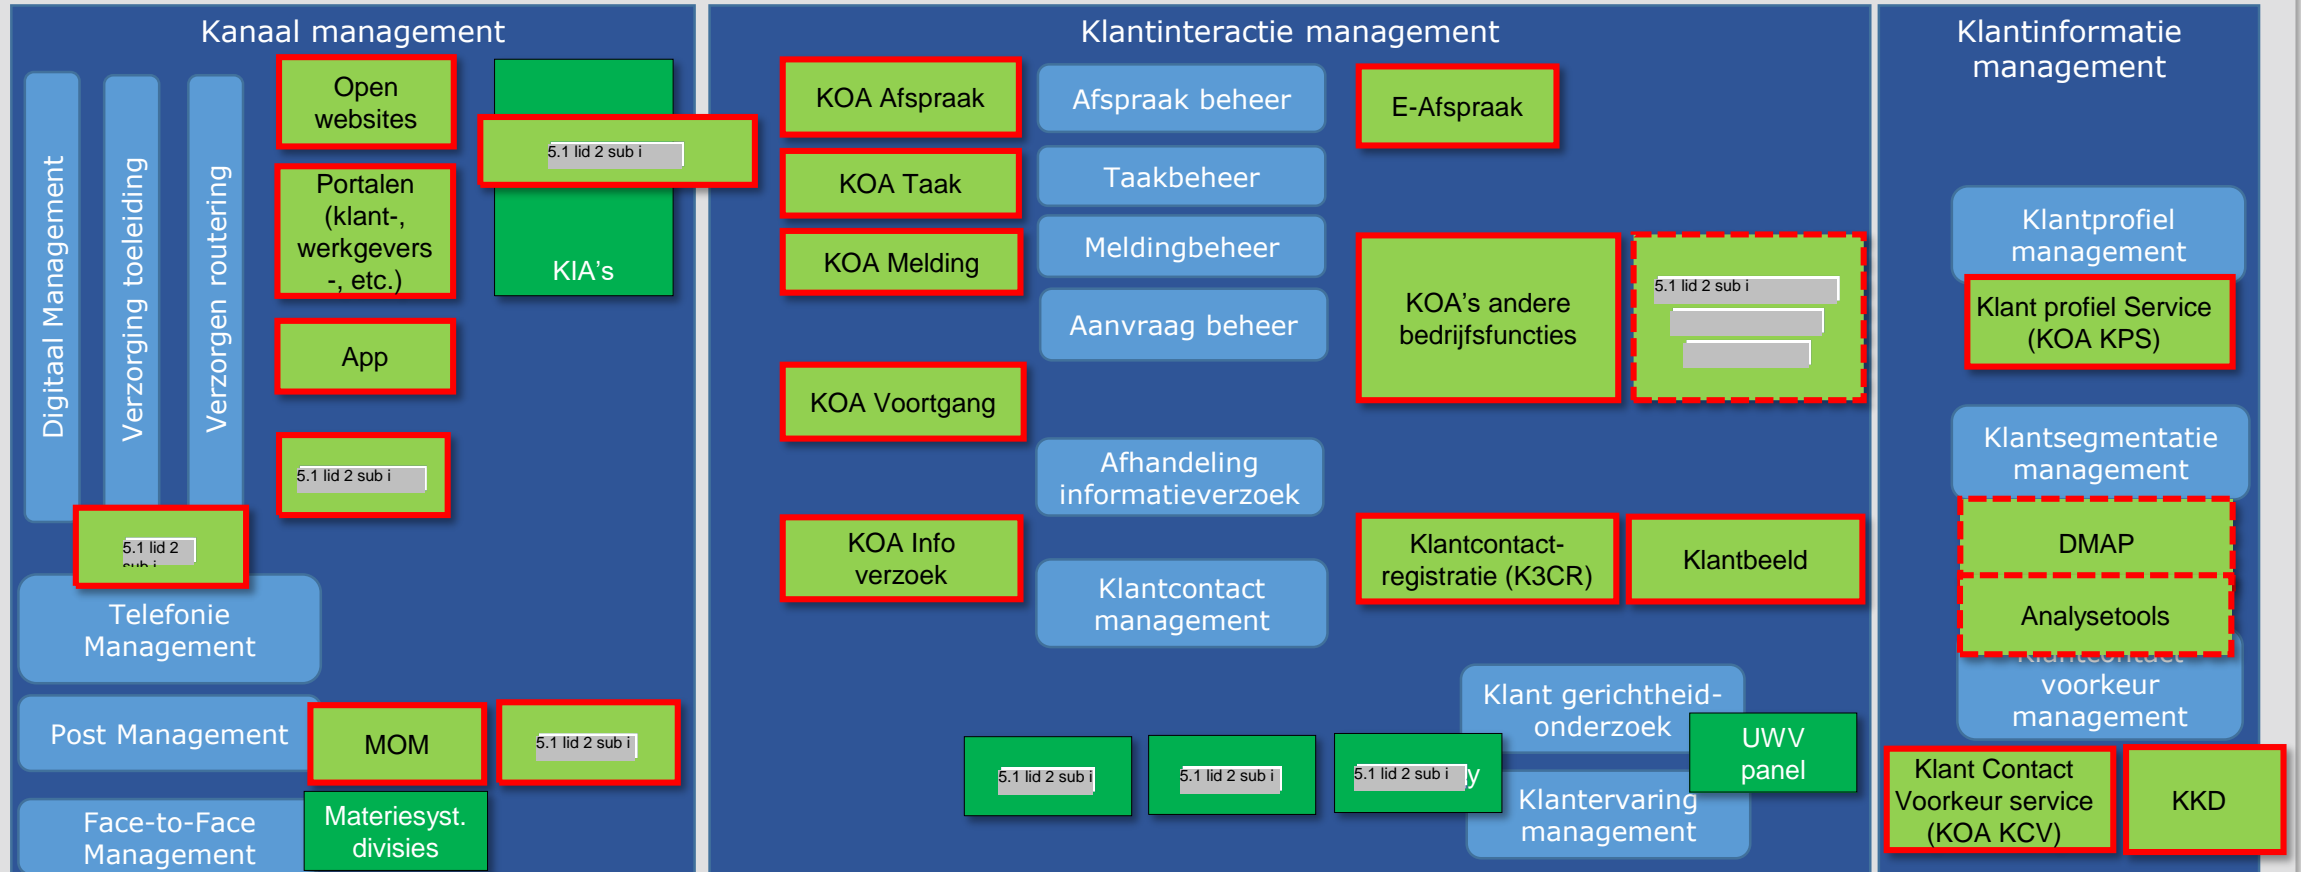 Kanaal management
Digitaal Management
Verzorging toeleiding
Verzorgen routering
Open
websites
Portalen
(klant-,
werkgevers
-, etc.)
App
5.1 lid 2 sub i
5.1 lid 2 sub i
KIA's
5.1 lid 2
sub i
Telefonie
Management
Post Management
MOM
5.1 lid 2 sub i
Face-to-Face
Management
Materiesyst.
divisies
Klantinteractie management
KOA Afspraak
Afspraak beheer
E-Afspraak
KOA Taak
Taakbeheer
KOA Melding
Meldingbeheer
Aanvraag beheer
KOA's andere
bedrijfsfuncties
5.1 lid 2 sub i
KOA Voortgang
Afhandeling
informatieverzoek
KOA Info
verzoek
Klantcontact
management
Klantcontact-
registratie (K3CR)
Klantbeeld
Klant gerichtheid-
onderzoek
UWV
panel
5.1 lid 2 sub i
5.1 lid 2 sub i
5.1 lid 2 sub i y
Klantervaring
management
Klantinformatie
management
Klantprofiel
management
Klant profiel Service
(KOA KPS)
Klantsegmentatie
management
DMAP
Analysetools
Klantcontact
voorkeur
management
Klant Contact
Voorkeur service
(KOA KCV)
KKD